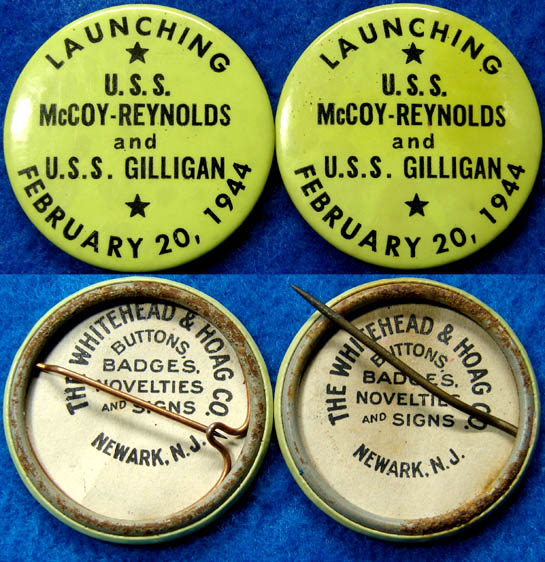 LAUNCHING
U.S.S.
McCOY-REYNOLDS
and
U.S.S. GILLIGAN
FEBRUARY 20, 1944
LAUNCHING
U.S.S.
McCOY-REYNOLDS
and
U.S.S. GILLIGAN
FEBRUARY 20, 1944
THE WHITEHEAD & HOAG CO.
BUTTONS,
BADGES,
NOVELTIES
AND SIGNS
NEWARK, N.J.
THE WHITEHEAD & HOAG CO.
BUTTONS,
BADGES,
NOVELTIES
AND SIGNS
NEWARK, N.J.